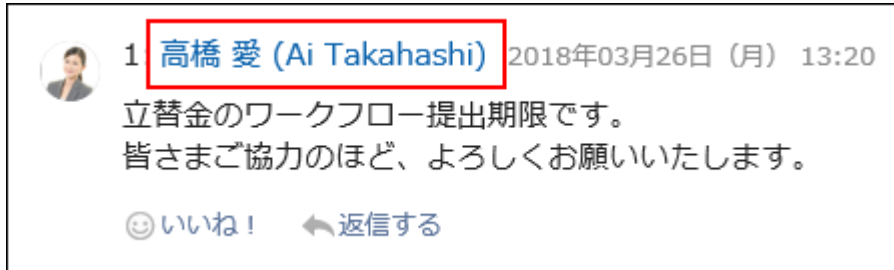 1: 高橋 愛 (Ai Takahashi) 2018年03月26日（月） 13:20
立替金のワークフロー提出期限です。
皆さまご協力のほど、よろしくお願いいたします。
いいね！ 返信する